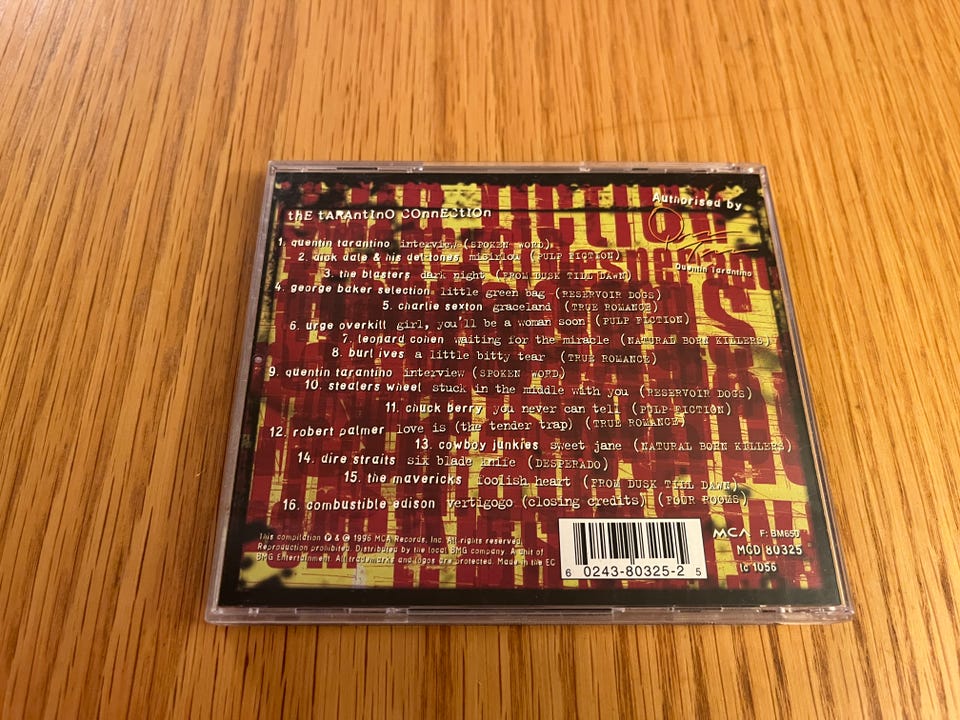 Authorised by
thE tARAntInO COnnECtIOn
Quentin Tarantino
1. quentin tarantino interview (SPOKEN WORD)
2. dick dale & his deltones misirlou (PULP FICTION)
3. the blasters dark night (FROM DUSK TILL DAWN)
4. george baker selection little green bag (RESERVOIR DOGS)
5. charlie sexton graceland (TRUE ROMANCE)
6. urge overkill girl, you'll be a woman soon (PULP FICTION)
7. leonard cohen waiting for the miracle (NATURAL BORN KILLERS)
8. burl ives a little bitty tear (TRUE ROMANCE)
9. quentin tarantino interview (SPOKEN WORD)
10. stealers wheel stuck in the middle with you (RESERVOIR DOGS)
11. chuck berry you never can tell (PULP FICTION)
12. robert palmer love is (the tender trap) (TRUE ROMANCE)
13. cowboy junkies sweet jane (NATURAL BORN KILLERS)
14. dire straits six blade knife (DESPERADO)
15. the mavericks foolish heart (FROM DUSK TILL DAWN)
16. combustible edison vertigogo (closing credits) (FOUR ROOMS)
This compilation ℗ & © 1996 MCA Records, Inc. All rights reserved.
Reproduction prohibited. Distributed by the local BMG company. A unit of
BMG Entertainment. All trademarks and logos are protected. Made in the EC
6 0243-80325-2 5
MCA F: BM650
MCD 80325
lc 1056